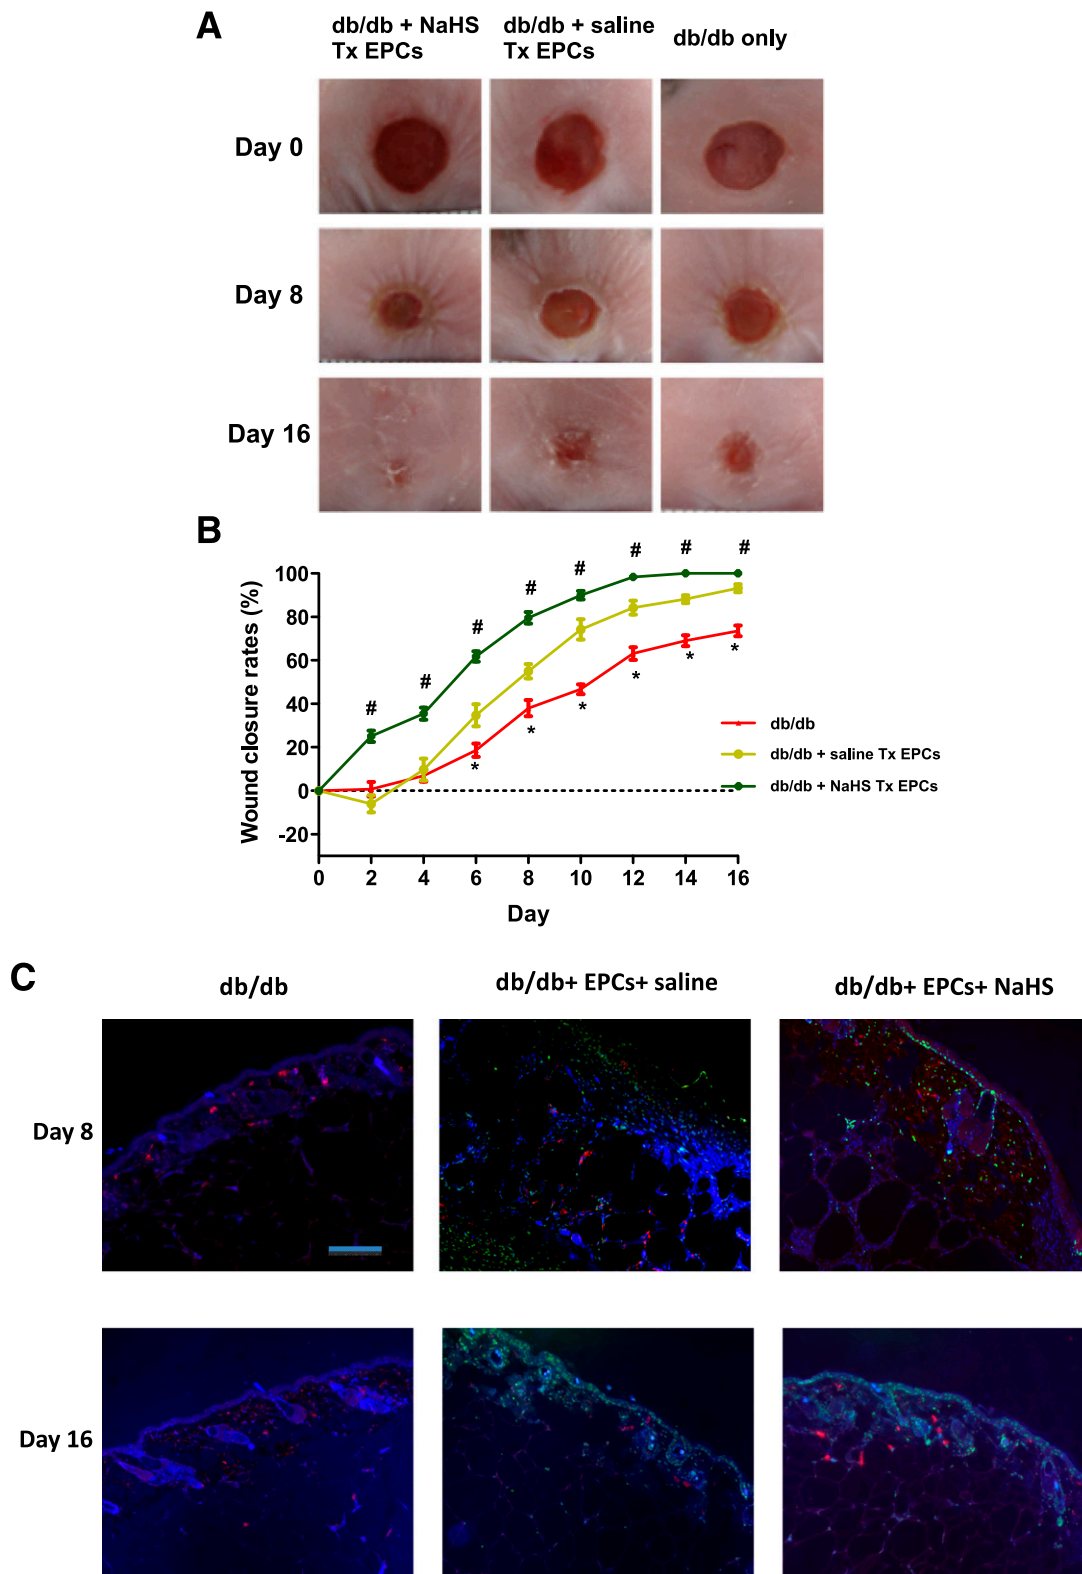 A
db/db + NaHS
Tx EPCs
db/db + saline
Tx EPCs
db/db only
Day 0
Day 8
Day 16
B
Wound closure rates (%)
100
80
60
40
20
0
-20
# # # # # # # #
* * * * * *
db/db
db/db + saline Tx EPCs
db/db + NaHS Tx EPCs
0 2 4 6 8 10 12 14 16
Day
C
db/db
db/db+ EPCs+ saline
db/db+ EPCs+ NaHS
Day 8
Day 16